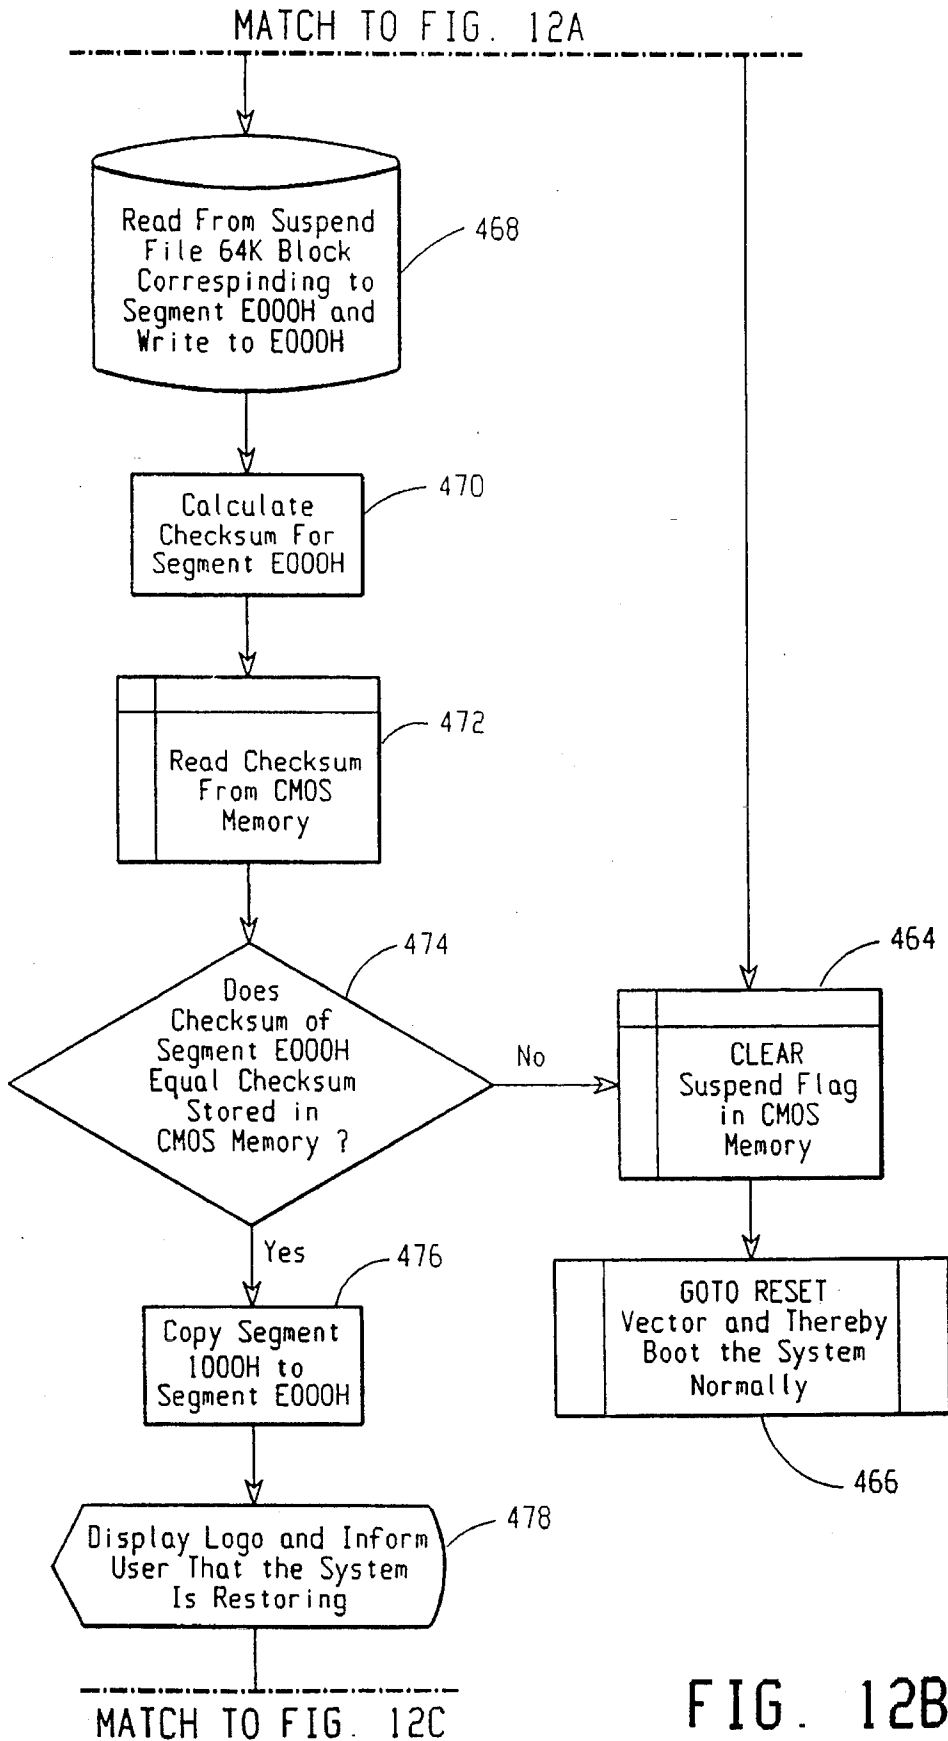 MATCH TO FIG. 12A
Read From Suspend
File 64K Block
Correspinding to
Segment E000H and
Write to E000H
468
Calculate
Checksum For
Segment E000H
470
Read Checksum
From CMOS
Memory
472
Does
Checksum of
Segment E000H
Equal Checksum
Stored in
CMOS Memory ?
474
No
Yes
464
CLEAR
Suspend Flag
in CMOS
Memory
GOTO RESET
Vector and Thereby
Boot the System
Normally
466
Copy Segment
1000H to
Segment E000H
476
Display Logo and Inform
User That the System
Is Restoring
478
MATCH TO FIG. 12C
FIG. 12B